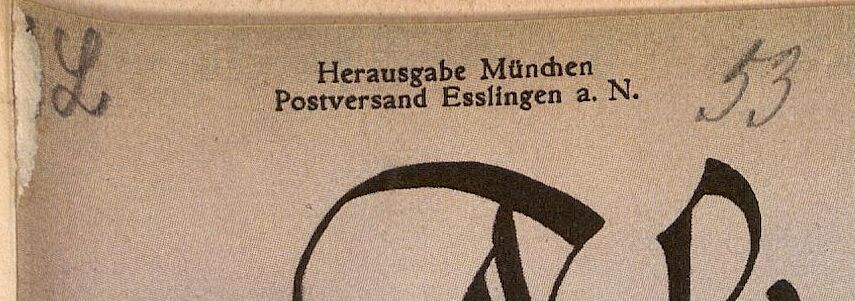 L
Herausgabe München 53
Postversand Esslingen a. N.